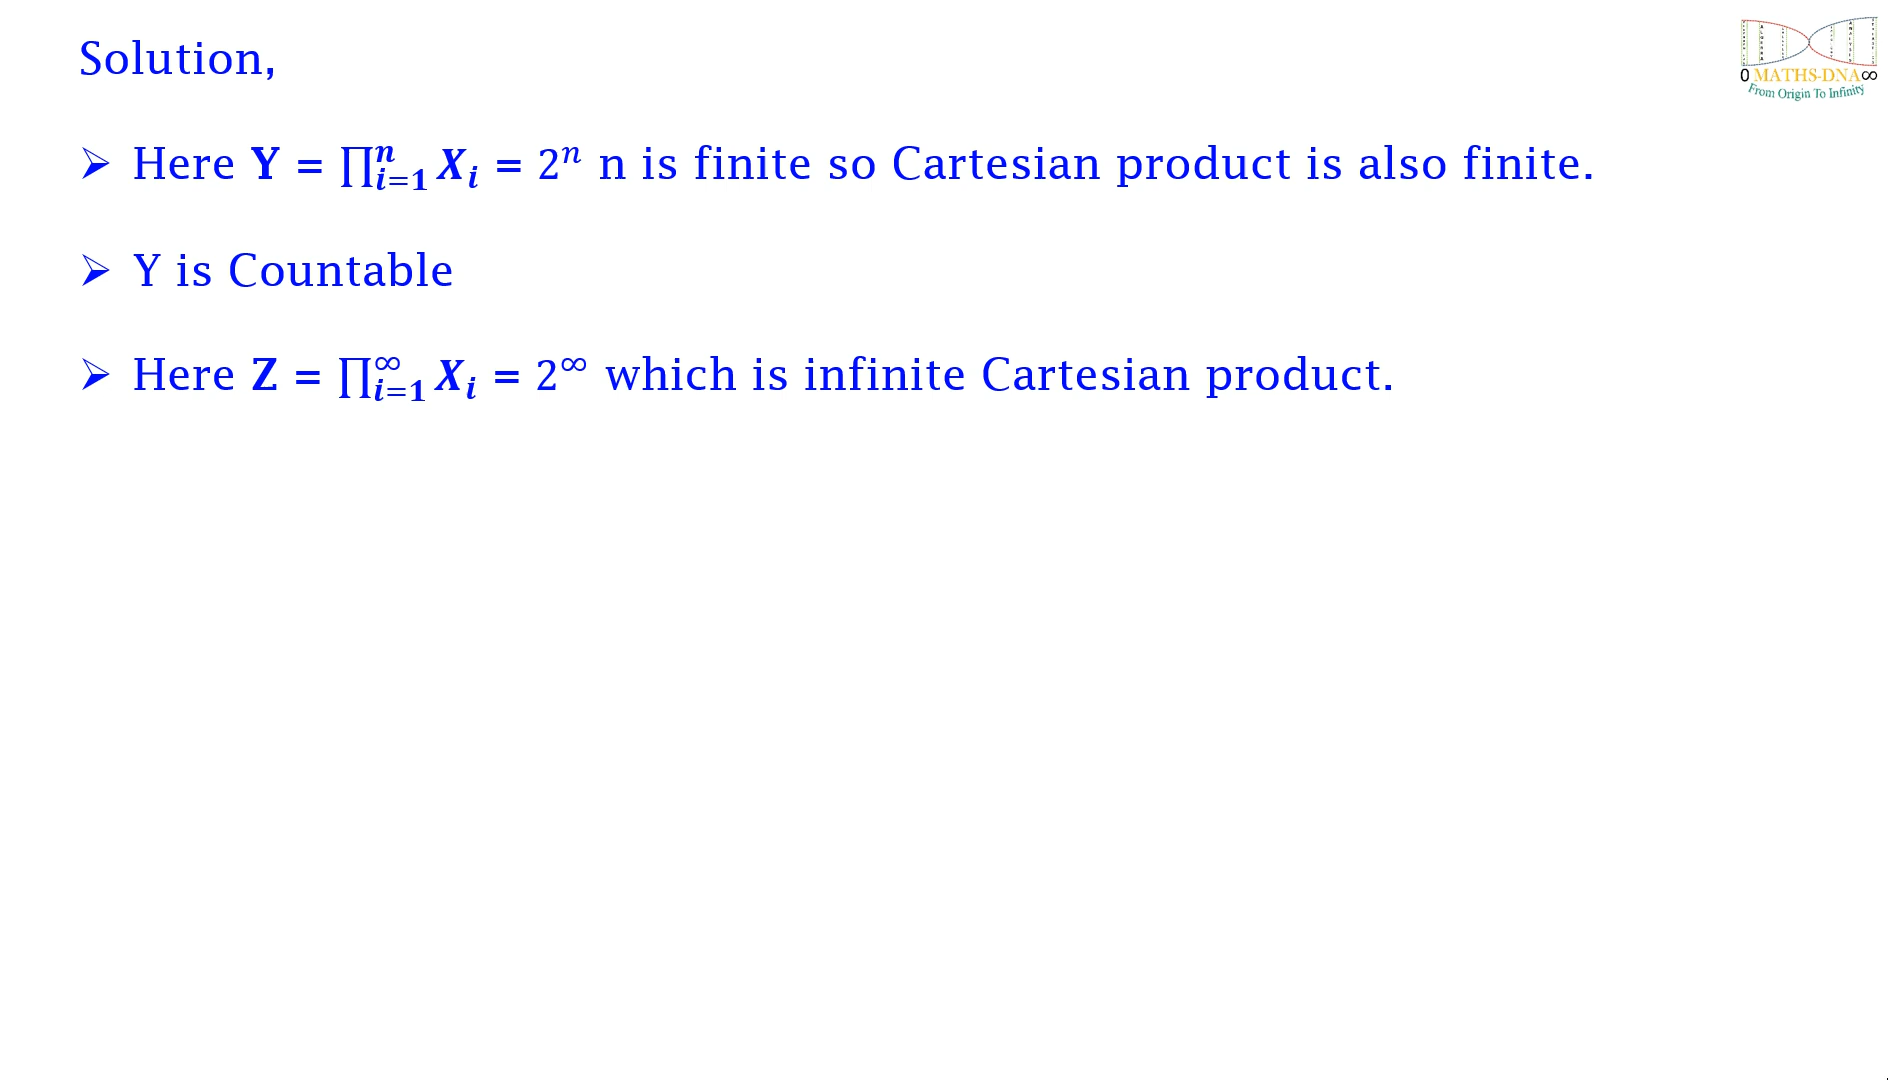 Solution,
0 MATHS-DNA∞
From Origin To Infinity
➢ Here Y = ∏ⁿᵢ₌₁ Xᵢ = 2ⁿ n is finite so Cartesian product is also finite.
➢ Y is Countable
➢ Here Z = ∏^∞ᵢ₌₁ Xᵢ = 2^∞ which is infinite Cartesian product.